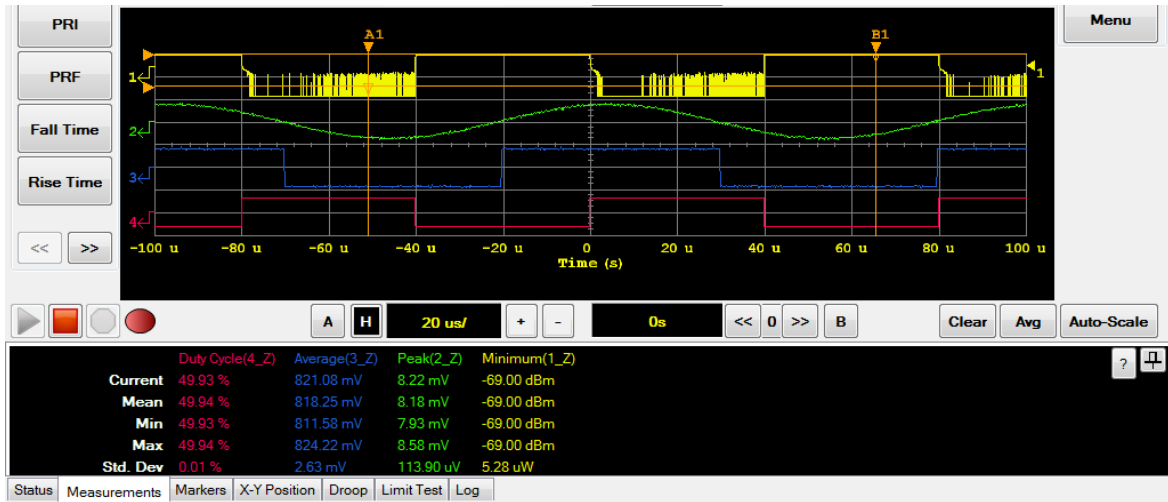 PRI
PRF
Fall Time
Rise Time
<< >>
A1 B1
1
1
2
3
4
-100 u -80 u -60 u -40 u -20 u 0 20 u 40 u 60 u 80 u 100 u
Time (s)
Menu
A H 20 us/ + - 0s << 0 >> B Clear Avg Auto-Scale
Duty Cycle(4_Z) Average(3_Z) Peak(2_Z) Minimum(1_Z)
Current 49.93 % 821.08 mV 8.22 mV -69.00 dBm
Mean 49.94 % 818.25 mV 8.18 mV -69.00 dBm
Min 49.93 % 811.58 mV 7.93 mV -69.00 dBm
Max 49.94 % 824.22 mV 8.58 mV -69.00 dBm
Std. Dev 0.01 % 2.63 mV 113.90 uV 5.28 uW
?
Status Measurements Markers X-Y Position Droop Limit Test Log